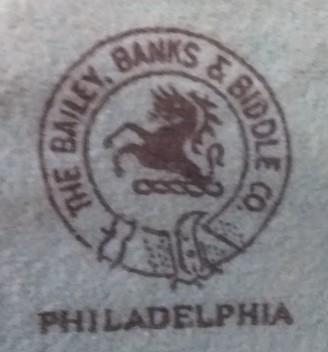 THE BAILEY, BANKS & BIDDLE CO.
PHILADELPHIA